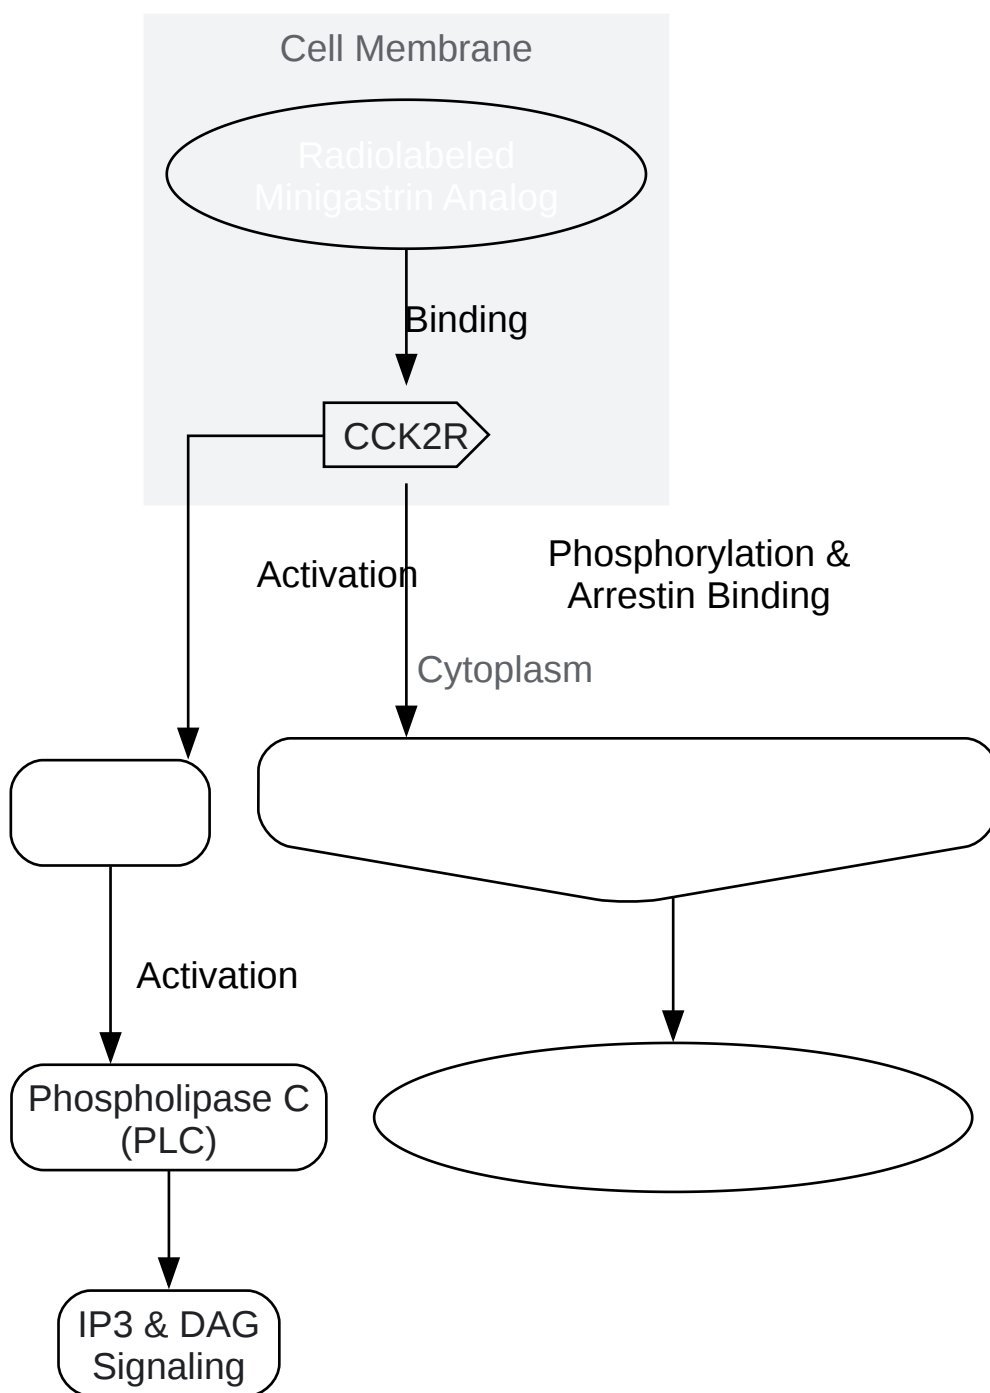 Cell Membrane
Radiolabeled
Minigastrin Analog
Binding
CCK2R
Phosphorylation &
Arrestin Binding
Activation
Cytoplasm
Activation
Phospholipase C
(PLC)
IP3 & DAG
Signaling